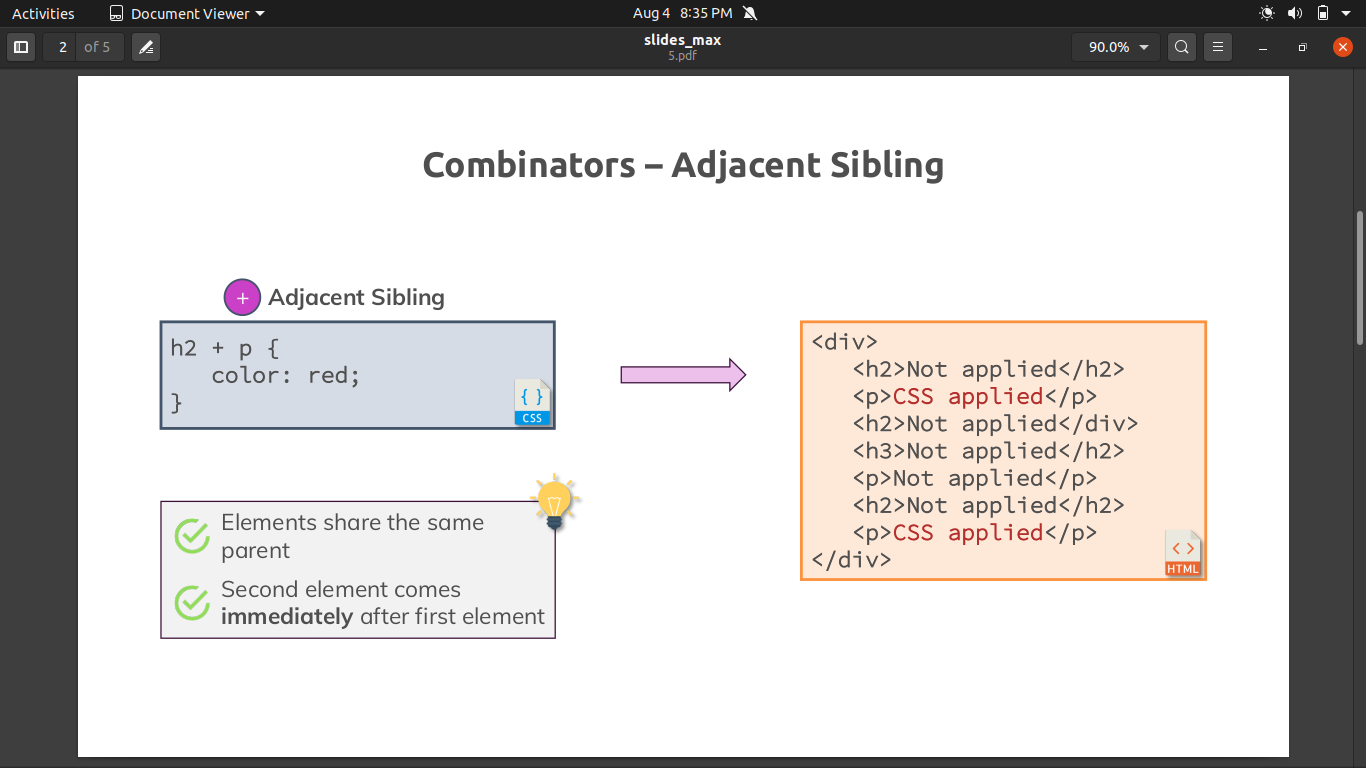 Activities
Document Viewer
Aug 4 8:35 PM
2 of 5
slides_max
5.pdf
90.0%
Combinators – Adjacent Sibling
+ Adjacent Sibling
h2 + p {
color: red;
}
{ }
CSS
Elements share the same
parent
Second element comes
immediately after first element
<div>
<h2>Not applied</h2>
<p>CSS applied</p>
<h2>Not applied</div>
<h3>Not applied</h2>
<p>Not applied</p>
<h2>Not applied</h2>
<p>CSS applied</p>
</div>
< >
HTML